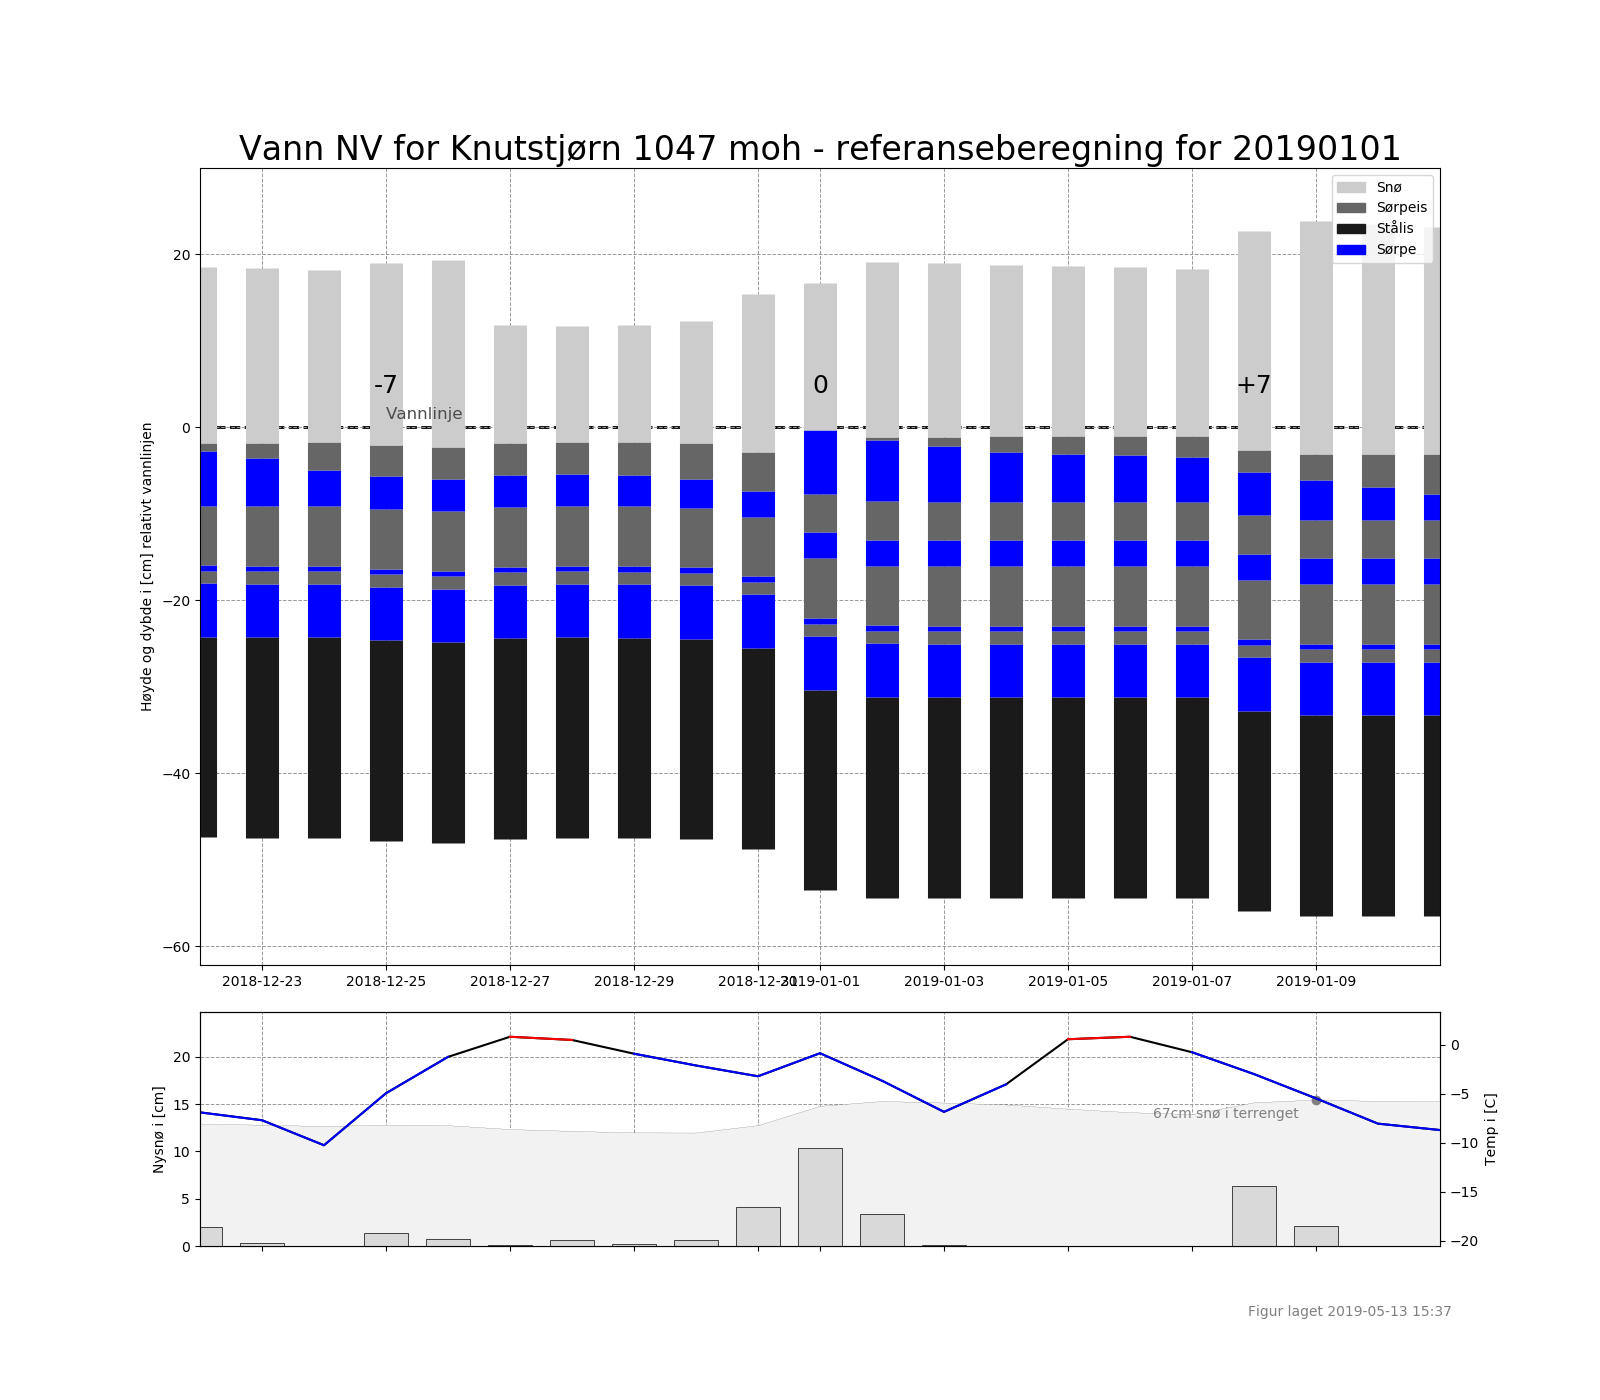 Vann NV for Knutstjørn 1047 moh - referanseberegning for 20190101
Snø
Sørpeis
Stålis
Sørpe
Høyde og dybde i [cm] relativt vannlinjen
20
0
−20
−40
−60
-7
0
+7
Vannlinje
2018-12-23
2018-12-25
2018-12-27
2018-12-29
2018-12-31
2019-01-01
2019-01-03
2019-01-05
2019-01-07
2019-01-09
Nysnø i [cm]
20
15
10
5
0
67cm snø i terrenget
0
−5
−10
−15
−20
Temp i [C]
Figur laget 2019-05-13 15:37